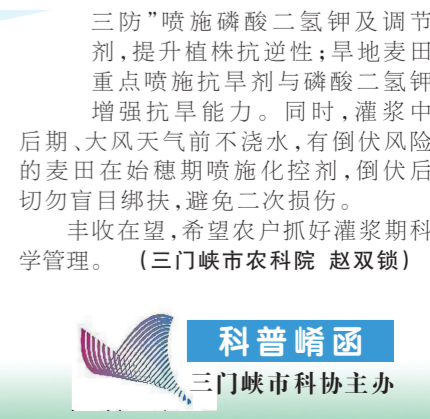 三防”喷施磷酸二氢钾及调节
剂，提升植株抗逆性；旱地麦田
重点喷施抗旱剂与磷酸二氢钾
增强抗旱能力。同时，灌浆中
后期、大风天气前不浇水，有倒伏风险
的麦田在始穗期喷施化控剂，倒伏后
切勿盲目绑扶，避免二次损伤。
丰收在望，希望农户抓好灌浆期科
学管理。（三门峡市农科院 赵双锁）
科普崤函
三门峡市科协主办